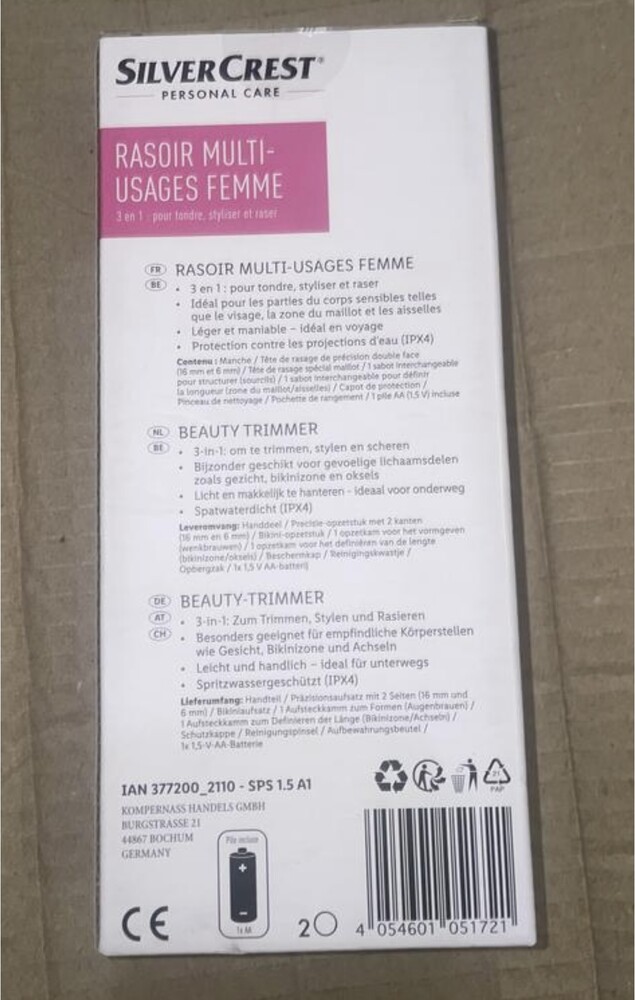 SILVERCREST®
PERSONAL CARE
RASOIR MULTI-
USAGES FEMME
3 en 1 : pour tondre, styliser et raser
FR RASOIR MULTI-USAGES FEMME
BE • 3 en 1 : pour tondre, styliser et raser
• Idéal pour les parties du corps sensibles telles
que le visage, la zone du maillot et les aisselles
• Léger et maniable – idéal en voyage
• Protection contre les projections d'eau (IPX4)
Contenu : Manche / Tête de rasage de précision double face
(16 mm et 6 mm) / Tête de rasage spécial maillot / 1 sabot interchangeable
pour structurer (sourcils) / 1 sabot interchangeable pour définir
la longueur (zone du maillot/aisselles) / Capot de protection /
Pinceau de nettoyage / Pochette de rangement / 1 pile AA (1,5 V) incluse
NL BEAUTY TRIMMER
BE • 3-in-1: om te trimmen, stylen en scheren
• Bijzonder geschikt voor gevoelige lichaamsdelen
zoals gezicht, bikinizone en oksels
• Licht en makkelijk te hanteren - ideaal voor onderweg
• Spatwaterdicht (IPX4)
Leveromvang: Handdeel / Precisie-opzetstuk met 2 kanten
(16 mm en 6 mm) / Bikini-opzetstuk / 1 opzetkam voor het vormgeven
(wenkbrauwen) / 1 opzetkam voor het definiëren van de lengte
(bikinizone/oksels) / Beschermkap / Reinigingskwastje /
Opbergzak / 1x 1,5 V AA-batterij
DE BEAUTY-TRIMMER
AT • 3-in-1: Zum Trimmen, Stylen und Rasieren
CH • Besonders geeignet für empfindliche Körperstellen
wie Gesicht, Bikinizone und Achseln
• Leicht und handlich – ideal für unterwegs
• Spritzwassergeschützt (IPX4)
Lieferumfang: Handteil / Präzisionsaufsatz mit 2 Seiten (16 mm und
6 mm) / Bikiniaufsatz / 1 Aufsteckkamm zum Formen (Augenbrauen) /
1 Aufsteckkamm zum Definieren der Länge (Bikinizone/Achseln) /
Schutzkappe / Reinigungspinsel / Aufbewahrungsbeutel /
1x 1,5-V-AA-Batterie
IAN 377200_2110 - SPS 1.5 A1
21
PAP
KOMPERNASS HANDELS GMBH
BURGSTRASSE 21
44867 BOCHUM
GERMANY
Pile incluse
+
–
1x AA
CE
2
4 054601 051721